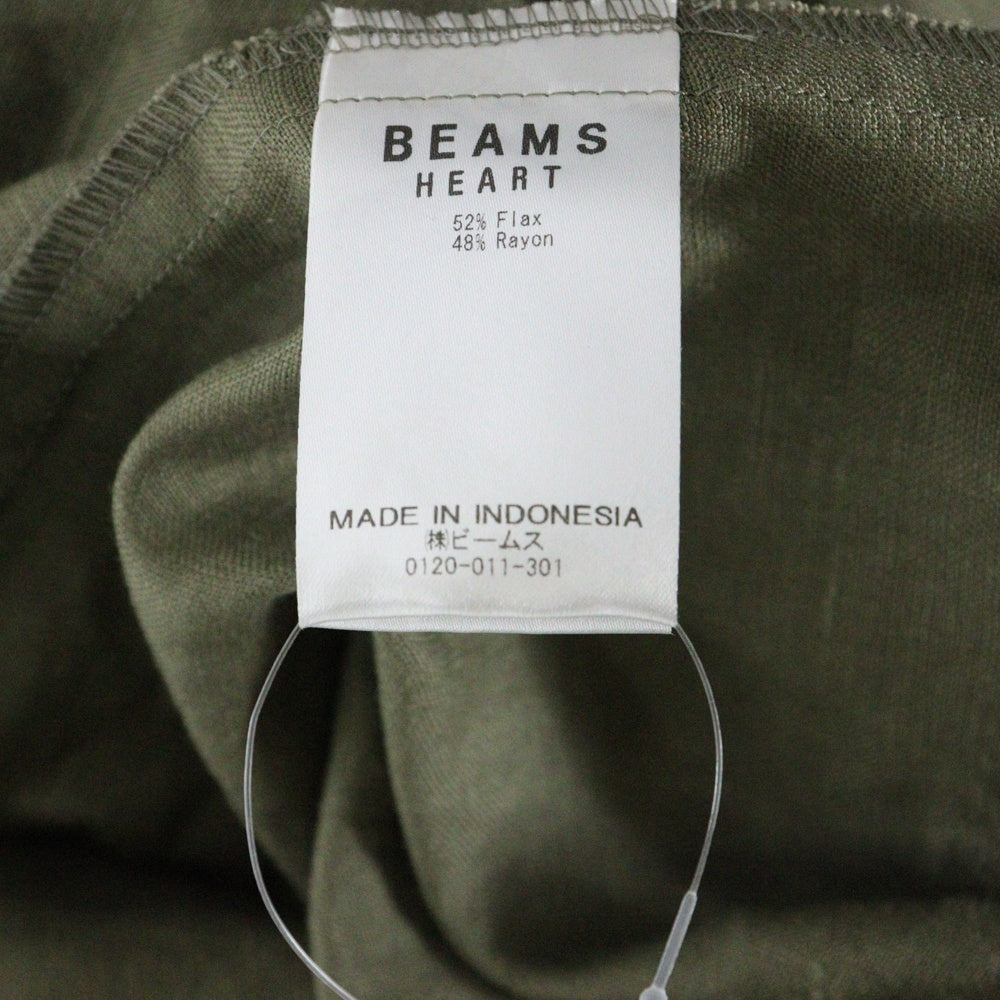 BEAMS
HEART
52% Flax
48% Rayon
MADE IN INDONESIA
㈱ビームス
0120-011-301